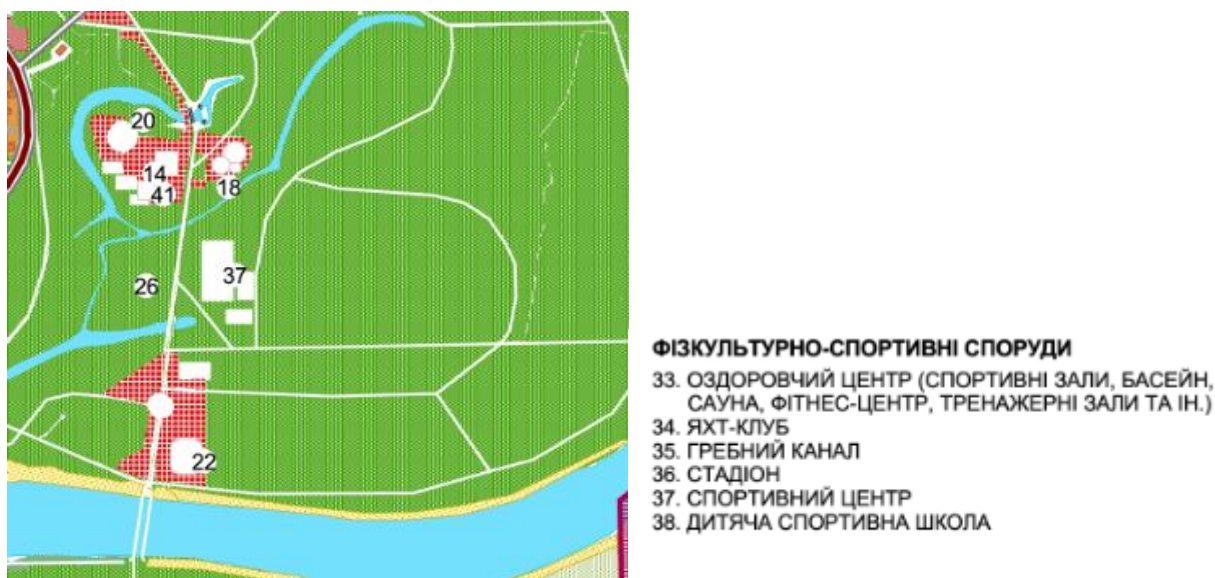 20
14
41
18
26
37
22
ФІЗКУЛЬТУРНО-СПОРТИВНІ СПОРУДИ
33. ОЗДОРОВЧИЙ ЦЕНТР (СПОРТИВНІ ЗАЛИ, БАСЕЙН,
САУНА, ФІТНЕС-ЦЕНТР, ТРЕНАЖЕРНІ ЗАЛИ ТА ІН.)
34. ЯХТ-КЛУБ
35. ГРЕБНИЙ КАНАЛ
36. СТАДІОН
37. СПОРТИВНИЙ ЦЕНТР
38. ДИТЯЧА СПОРТИВНА ШКОЛА